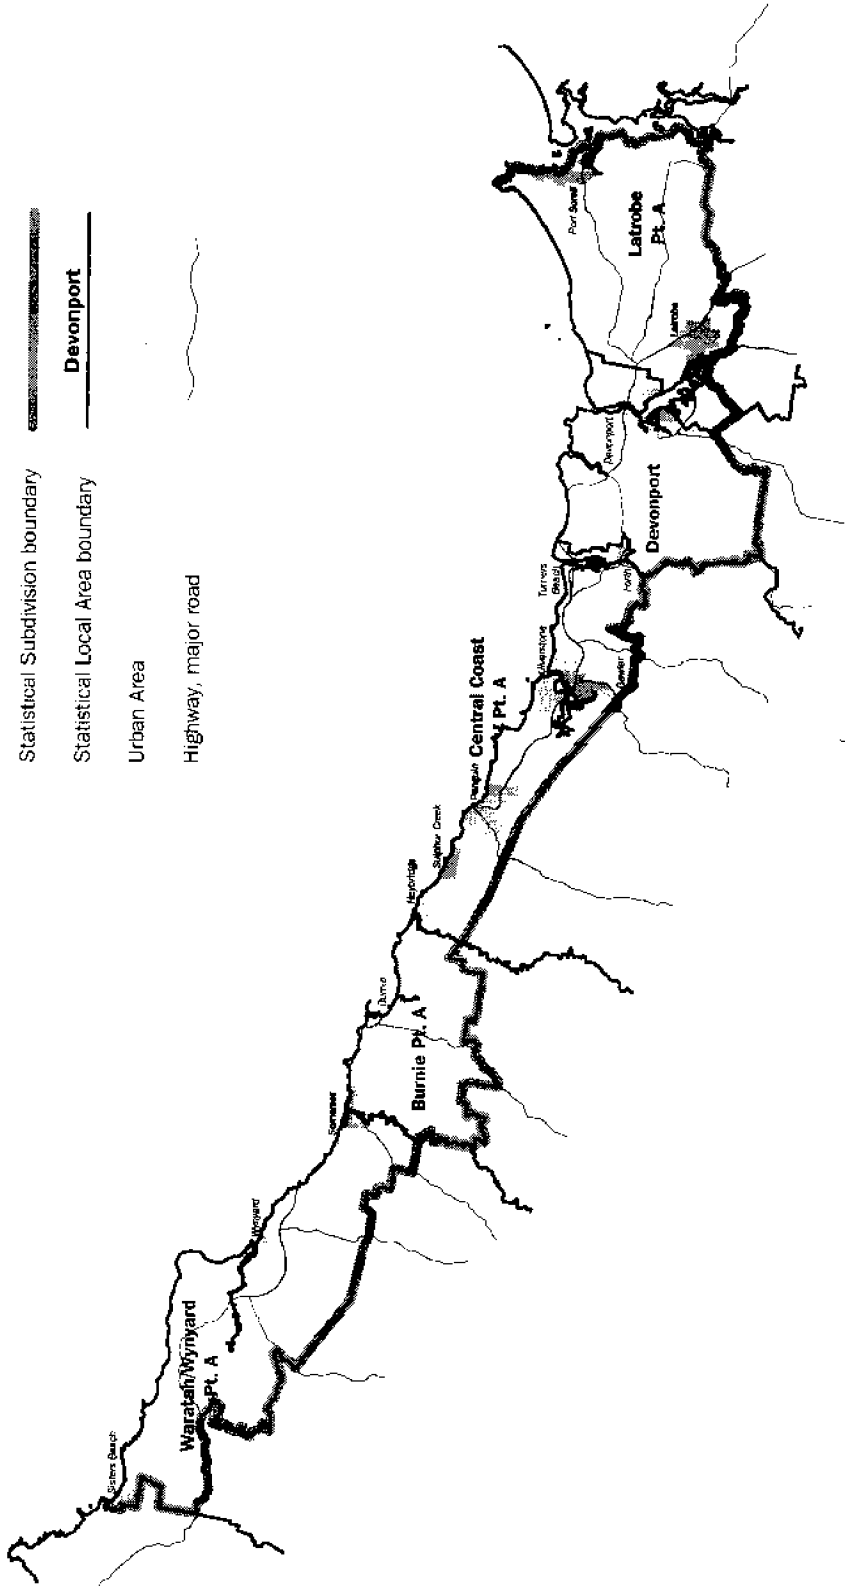 Statistical Subdivision boundary
Statistical Local Area boundary
Devonport
Urban Area
Highway, major road
Sisters Beach
Waratah/Wynyard
Pt. A
Wynyard
Somerset
Burnie
Burnie Pt. A
Heybridge
Sulphur Creek
Penguin
Central Coast
Pt. A
Ulverstone
Gawler
Turners
Beach
Forth
Devonport
Devonport
Latrobe
Latrobe
Pt. A
Port Sorell